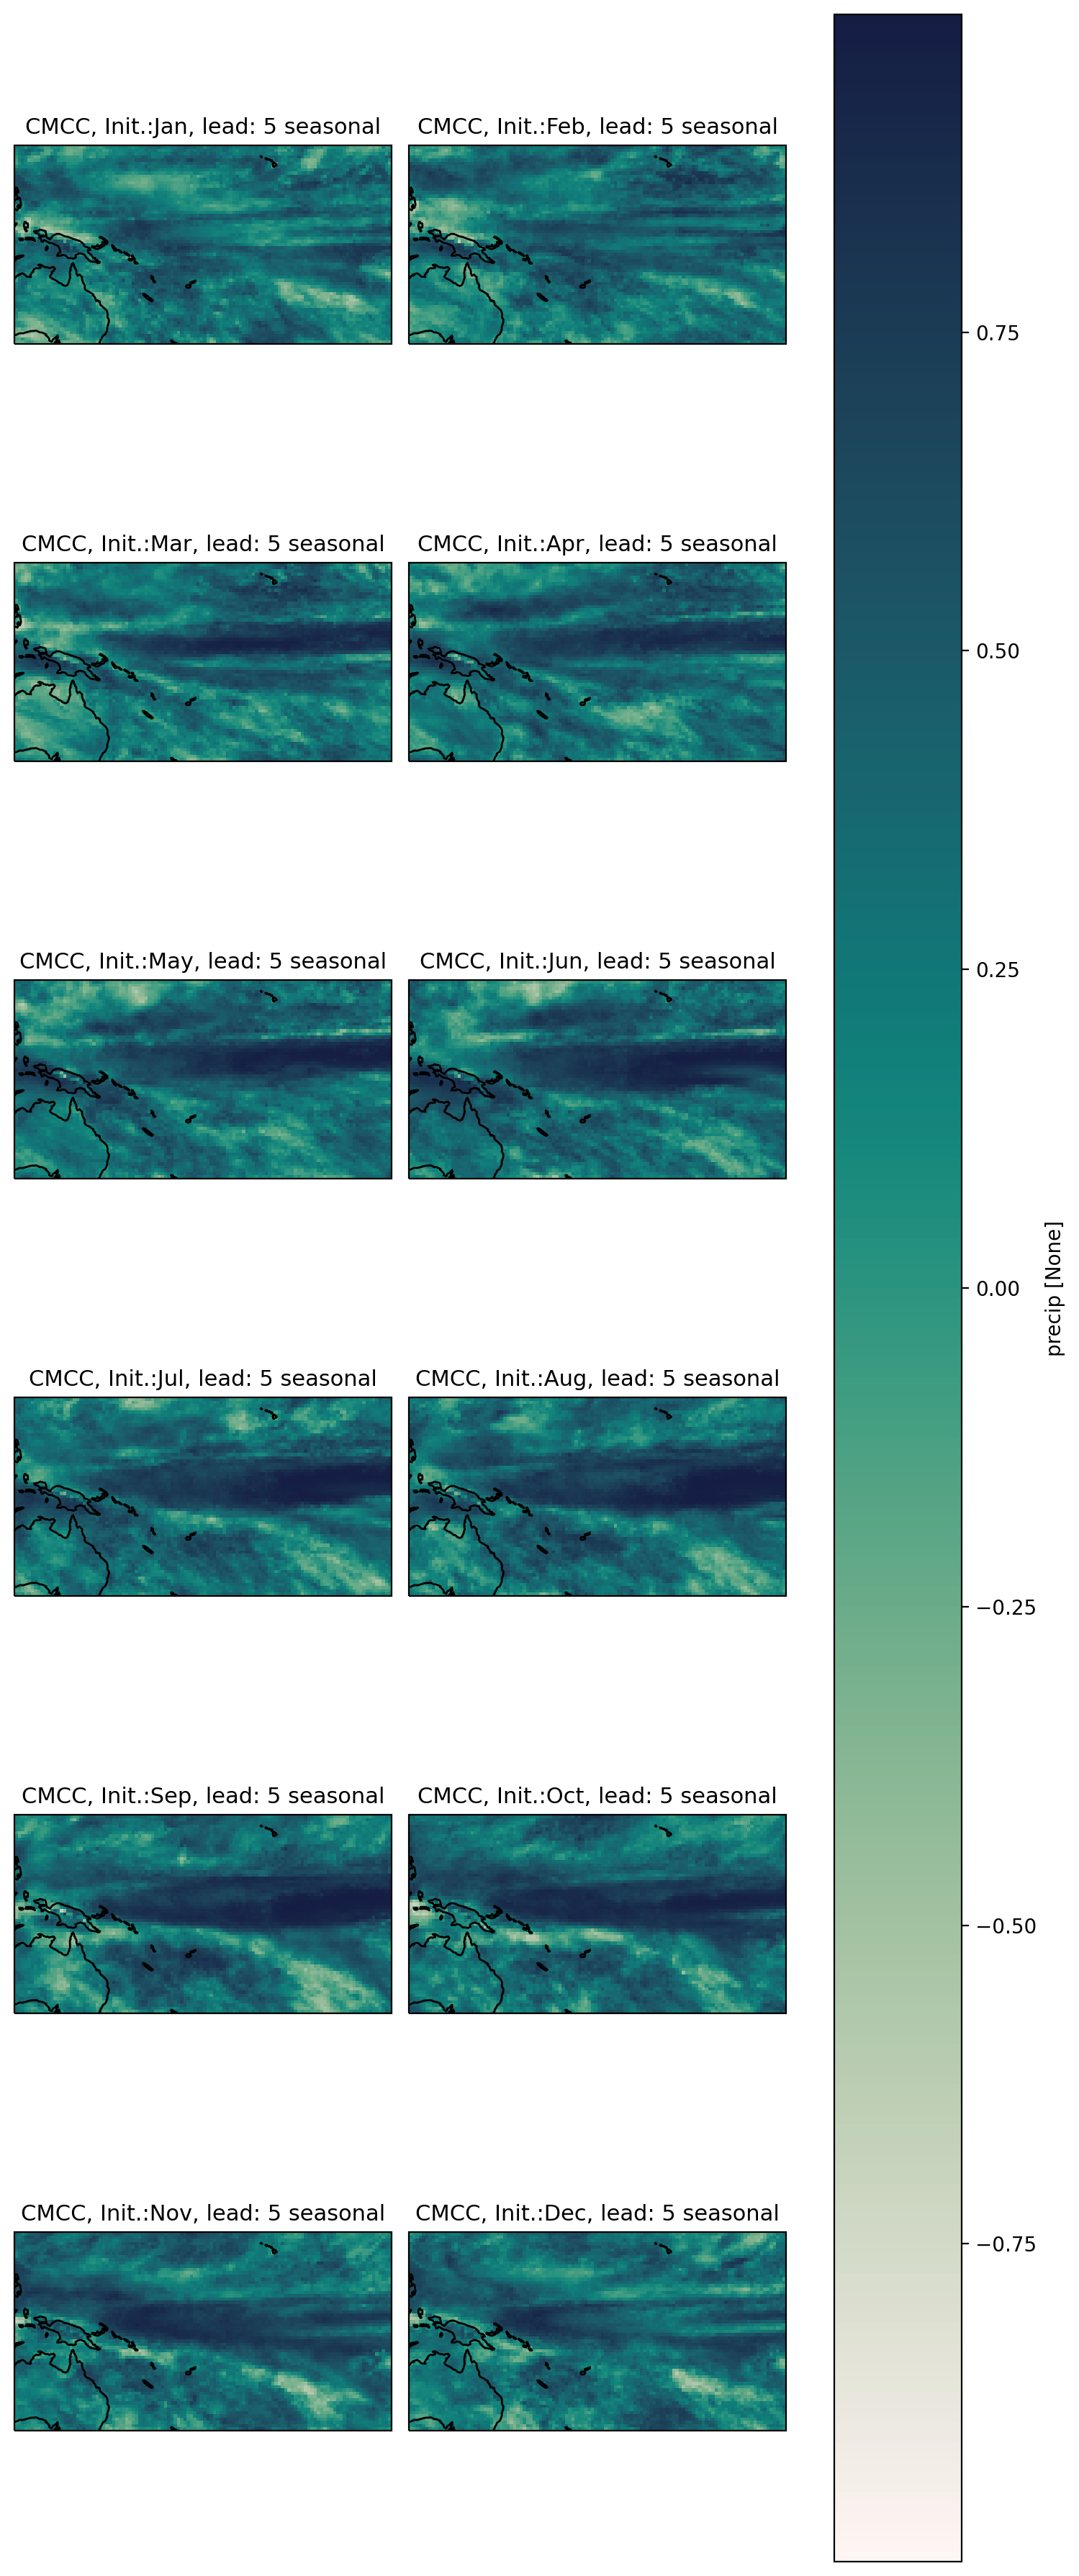 CMCC, Init.:Jan, lead: 5 seasonal
CMCC, Init.:Feb, lead: 5 seasonal
CMCC, Init.:Mar, lead: 5 seasonal
CMCC, Init.:Apr, lead: 5 seasonal
CMCC, Init.:May, lead: 5 seasonal
CMCC, Init.:Jun, lead: 5 seasonal
CMCC, Init.:Jul, lead: 5 seasonal
CMCC, Init.:Aug, lead: 5 seasonal
CMCC, Init.:Sep, lead: 5 seasonal
CMCC, Init.:Oct, lead: 5 seasonal
CMCC, Init.:Nov, lead: 5 seasonal
CMCC, Init.:Dec, lead: 5 seasonal
0.75
0.50
0.25
0.00
−0.25
−0.50
−0.75
precip [None]